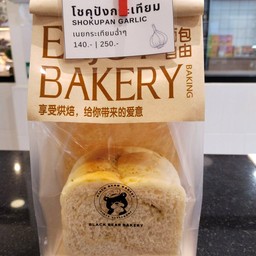 โชคุปังกระเทียม
SHOKUPAN GARLIC
เนยกระเทียมฉ่ำๆ
140.- | 250.-
BAKERY
BAKING
享受烘焙，给你带来的爱意
BLACK BEAR BAKERY